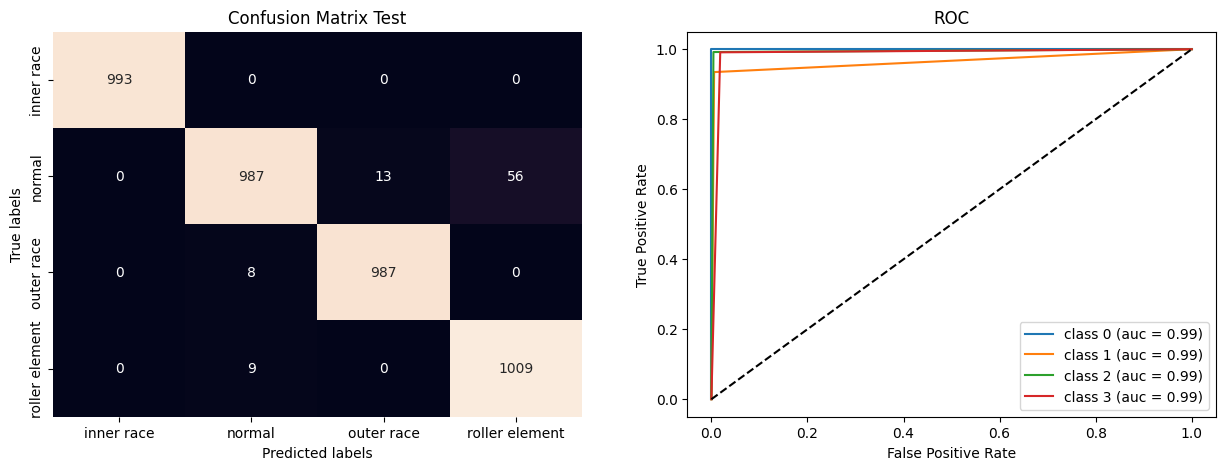 Confusion Matrix Test
True labels
inner race
normal
outer race
roller element
993 0 0 0
0 987 13 56
0 8 987 0
0 9 0 1009
inner race normal outer race roller element
Predicted labels
ROC
True Positive Rate
1.0
0.8
0.6
0.4
0.2
0.0
class 0 (auc = 0.99)
class 1 (auc = 0.99)
class 2 (auc = 0.99)
class 3 (auc = 0.99)
0.0 0.2 0.4 0.6 0.8 1.0
False Positive Rate